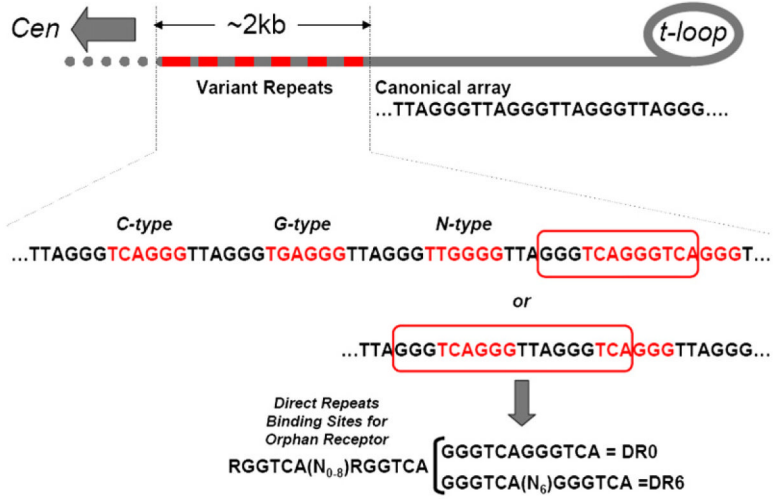 Cen
~2kb
t-loop
Variant Repeats
Canonical array
...TTAGGGTTAGGGTTAGGGTTAGGG....
C-type
G-type
N-type
...TTAGGGTCAGGGTTAGGGTGAGGGTTAGGGTTGGGGTTAGGGTCAGGGTCAGGGT...
or
...TTAGGGTCAGGGTTAGGGTCAGGGTTAGGG...
Direct Repeats
Binding Sites for
Orphan Receptor
RGGTCA(N0-8)RGGTCA
GGGTCAGGGTCA = DR0
GGGTCA(N6)GGGTCA =DR6